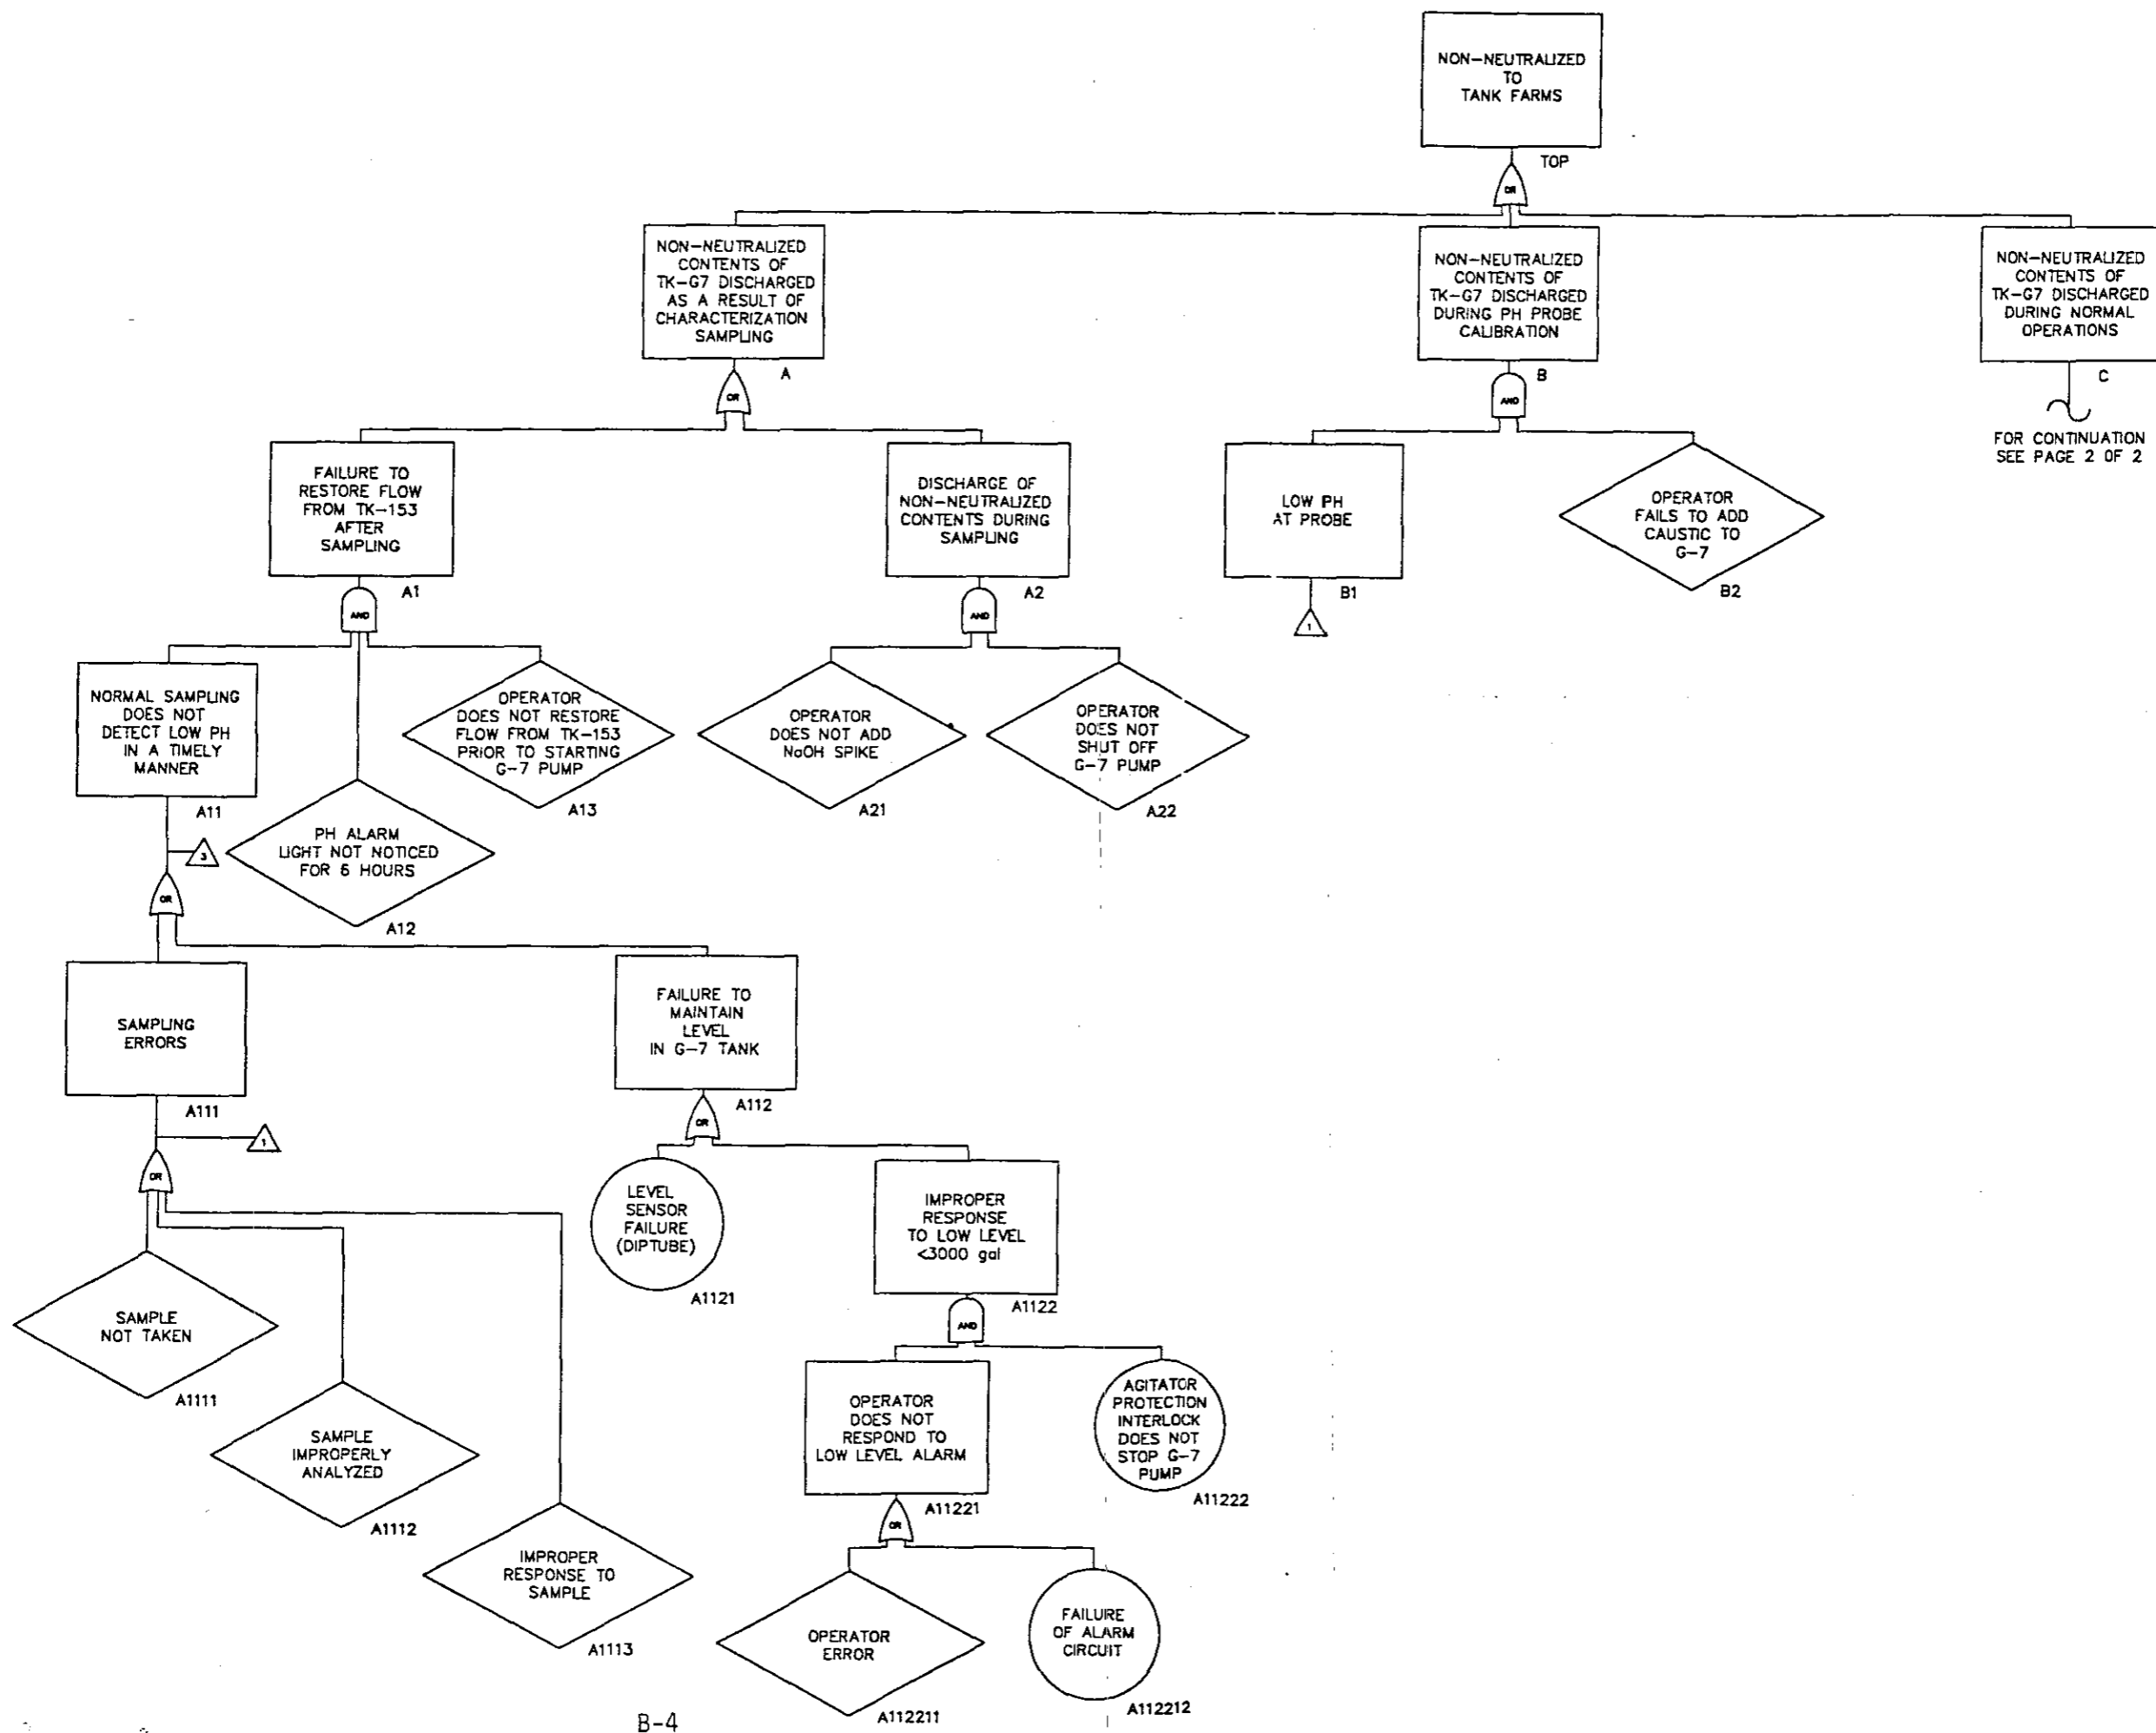 NON-NEUTRALIZED
TO
TANK FARMS
TOP
OR
NON-NEUTRALIZED
CONTENTS OF
TK-G7 DISCHARGED
AS A RESULT OF
CHARACTERIZATION
SAMPLING
A
OR
NON-NEUTRALIZED
CONTENTS OF
TK-G7 DISCHARGED
DURING PH PROBE
CALIBRATION
B
AND
NON-NEUTRALIZED
CONTENTS OF
TK-G7 DISCHARGED
DURING NORMAL
OPERATIONS
C
FOR CONTINUATION
SEE PAGE 2 OF 2
FAILURE TO
RESTORE FLOW
FROM TK-153
AFTER
SAMPLING
A1
AND
DISCHARGE OF
NON-NEUTRALIZED
CONTENTS DURING
SAMPLING
A2
AND
LOW PH
AT PROBE
B1
1
OPERATOR
FAILS TO ADD
CAUSTIC TO
G-7
B2
NORMAL SAMPLING
DOES NOT
DETECT LOW PH
IN A TIMELY
MANNER
A11
3
OR
PH ALARM
LIGHT NOT NOTICED
FOR 6 HOURS
A12
OPERATOR
DOES NOT RESTORE
FLOW FROM TK-153
PRIOR TO STARTING
G-7 PUMP
A13
OPERATOR
DOES NOT ADD
NaOH SPIKE
A21
OPERATOR
DOES NOT
SHUT OFF
G-7 PUMP
A22
SAMPLING
ERRORS
A111
1
OR
FAILURE TO
MAINTAIN
LEVEL
IN G-7 TANK
A112
OR
LEVEL
SENSOR
FAILURE
(DIPTUBE)
A1121
IMPROPER
RESPONSE
TO LOW LEVEL
<3000 gal
A1122
AND
SAMPLE
NOT TAKEN
A1111
SAMPLE
IMPROPERLY
ANALYZED
A1112
IMPROPER
RESPONSE TO
SAMPLE
A1113
OPERATOR
DOES NOT
RESPOND TO
LOW LEVEL ALARM
A11221
OR
AGITATOR
PROTECTION
INTERLOCK
DOES NOT
STOP G-7
PUMP
A11222
OPERATOR
ERROR
A112211
FAILURE
OF ALARM
CIRCUIT
A112212
B-4